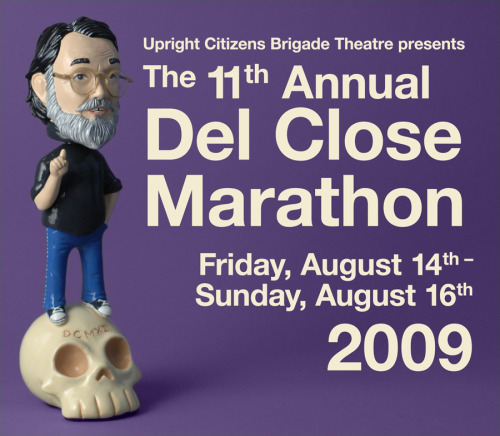 Upright Citizens Brigade Theatre presents
The 11th Annual
Del Close
Marathon
Friday, August 14th –
Sunday, August 16th
2009
DCMXI